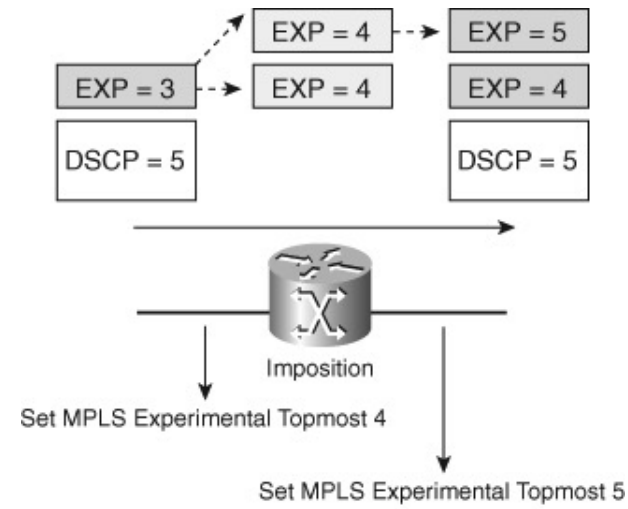 EXP = 4
EXP = 5
EXP = 3
EXP = 4
EXP = 4
DSCP = 5
DSCP = 5
Imposition
Set MPLS Experimental Topmost 4
Set MPLS Experimental Topmost 5